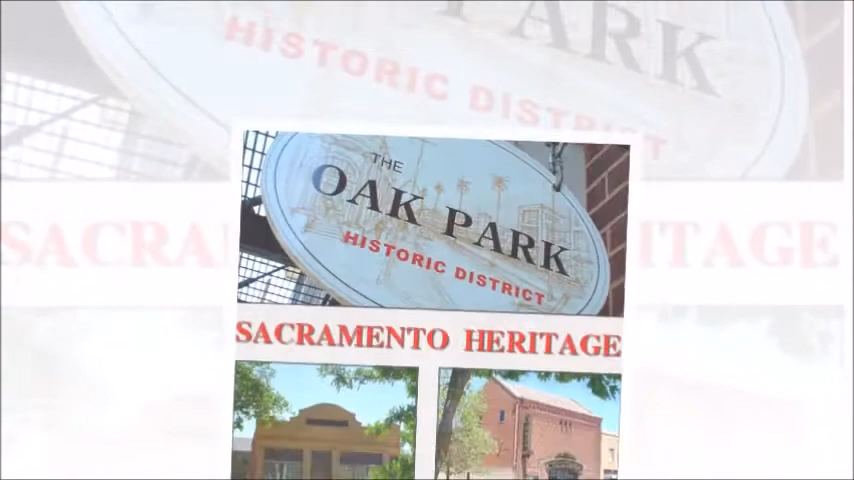 THE
OAK PARK
HISTORIC DISTRICT
SACRAMENTO HERITAGE